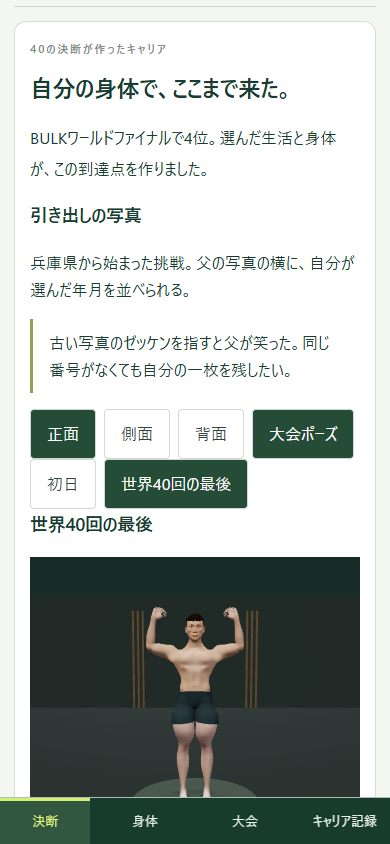 40の決断が作ったキャリア
自分の身体で、ここまで来た。
BULKワールドファイナルで4位。選んだ生活と身体
が、この到達点を作りました。
引き出しの写真
兵庫県から始まった挑戦。父の写真の横に、自分が
選んだ年月を並べられる。
古い写真のゼッケンを指すと父が笑った。同じ
番号がなくても自分の一枚を残したい。
正面 側面 背面 大会ポーズ
初日 世界40回の最後
世界40回の最後
決断 身体 大会 キャリア記録